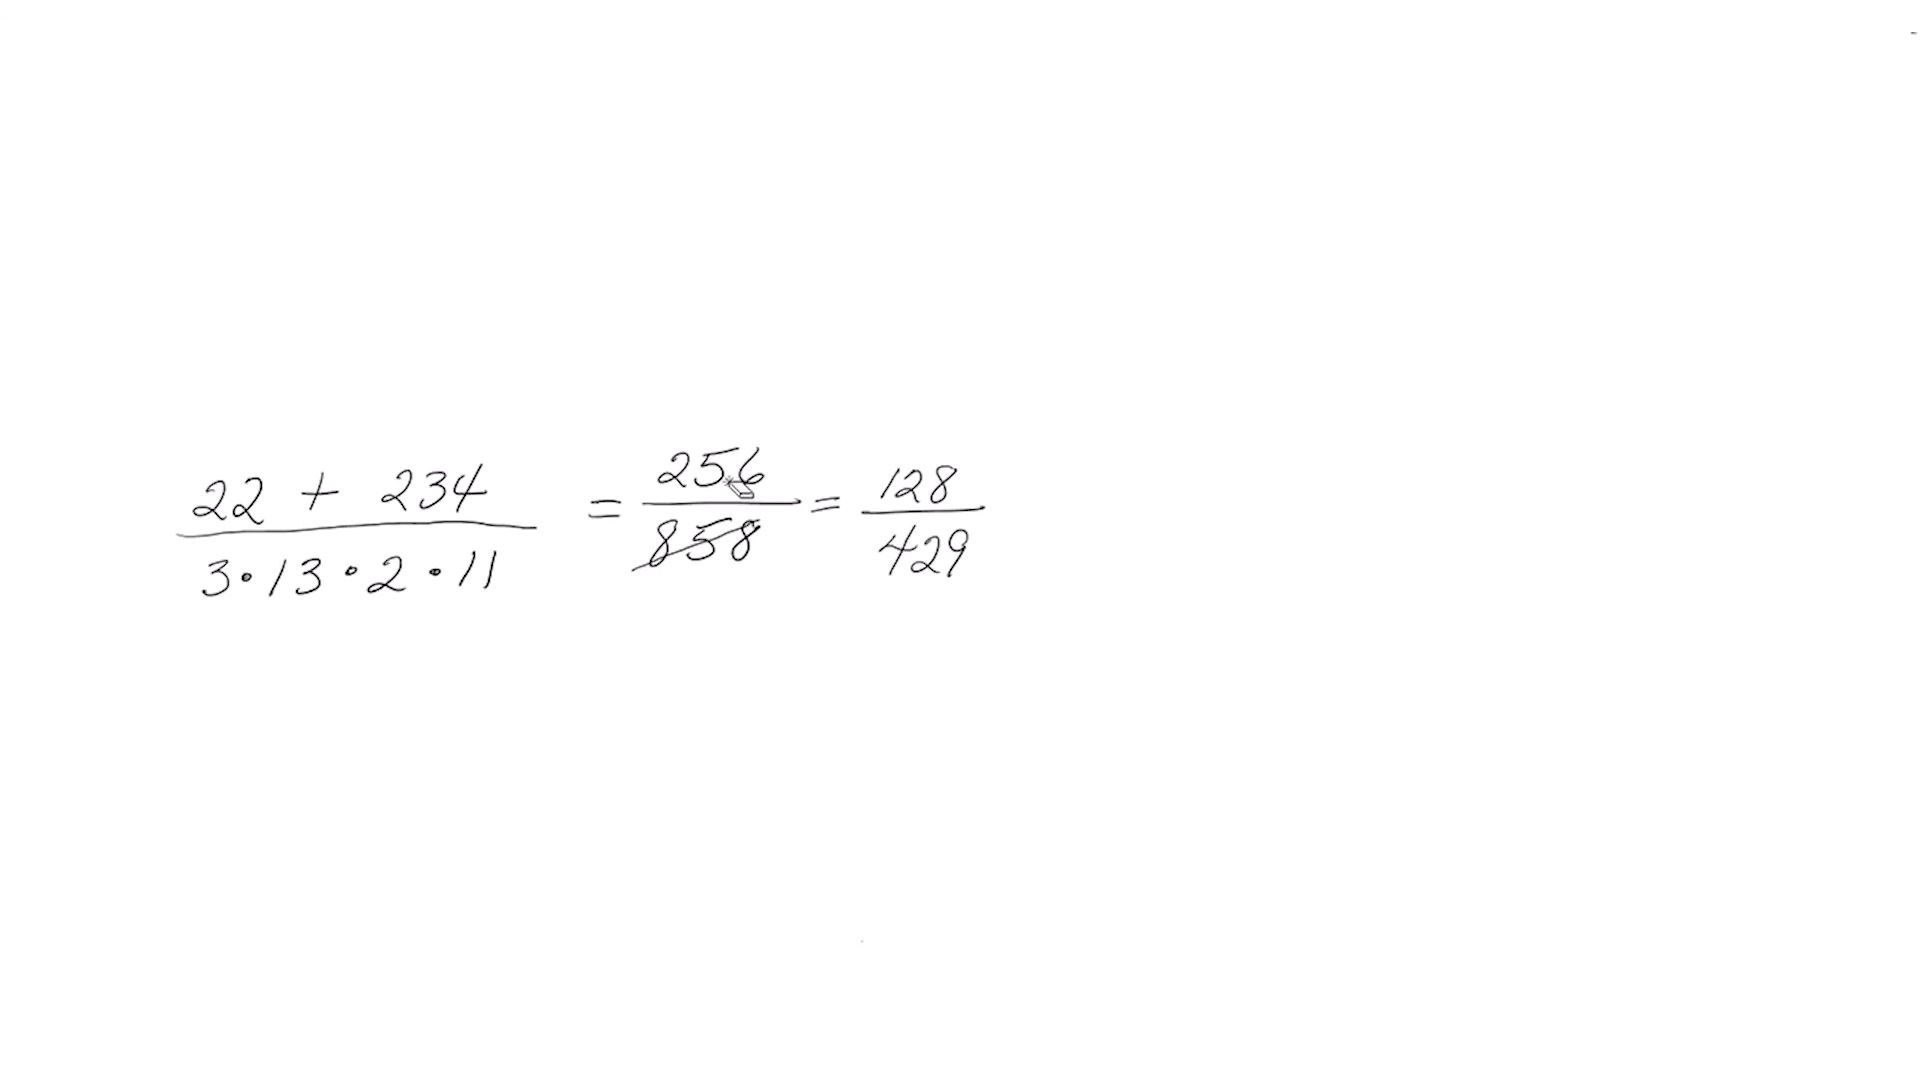 22 + 234 / 3 · 13 · 2 · 11 = 256 / 858 = 128 / 429